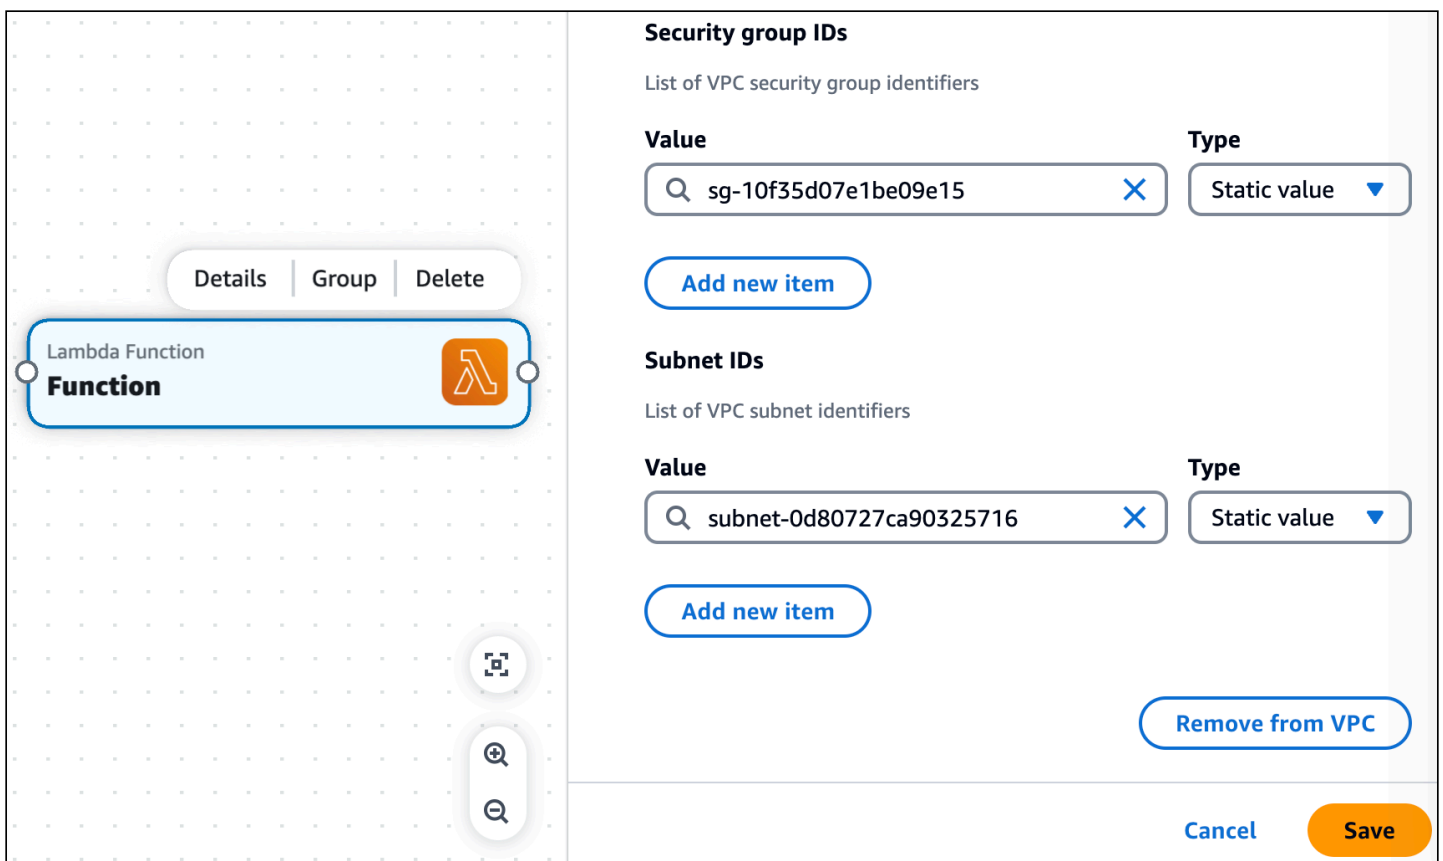 Details
Group
Delete
Lambda Function
Function
Security group IDs
List of VPC security group identifiers
Value
Type
sg-10f35d07e1be09e15
Static value
Add new item
Subnet IDs
List of VPC subnet identifiers
Value
Type
subnet-0d80727ca90325716
Static value
Add new item
Remove from VPC
Cancel
Save